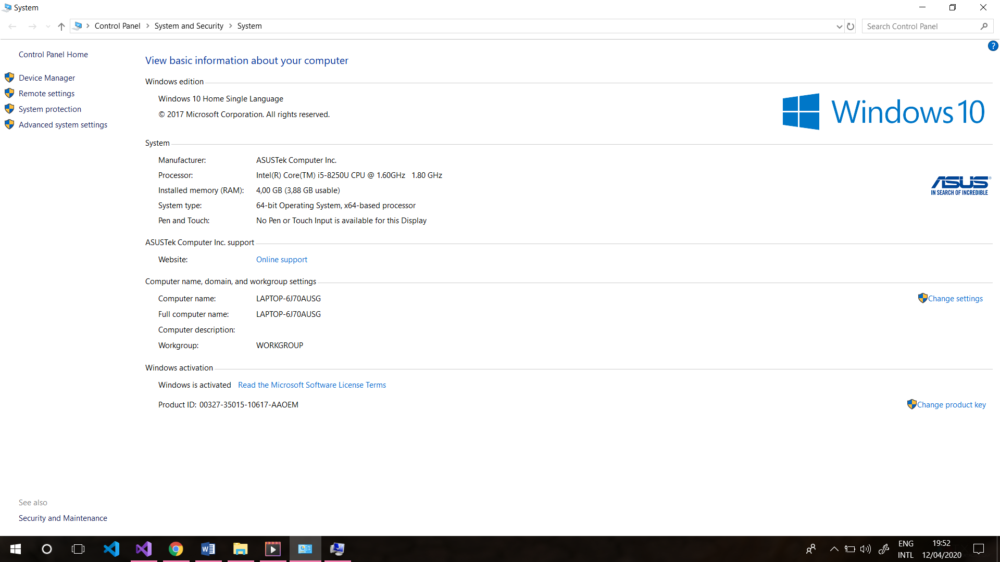 System
Control Panel > System and Security > System
Search Control Panel
?
Control Panel Home
Device Manager
Remote settings
System protection
Advanced system settings
View basic information about your computer
Windows edition
Windows 10 Home Single Language
© 2017 Microsoft Corporation. All rights reserved.
Windows 10
System
Manufacturer: ASUSTek Computer Inc.
Processor: Intel(R) Core(TM) i5-8250U CPU @ 1.60GHz 1.80 GHz
Installed memory (RAM): 4,00 GB (3,88 GB usable)
System type: 64-bit Operating System, x64-based processor
Pen and Touch: No Pen or Touch Input is available for this Display
ASUS®
IN SEARCH OF INCREDIBLE
ASUSTek Computer Inc. support
Website: Online support
Computer name, domain, and workgroup settings
Computer name: LAPTOP-6J70AUSG
Change settings
Full computer name: LAPTOP-6J70AUSG
Computer description:
Workgroup: WORKGROUP
Windows activation
Windows is activated Read the Microsoft Software License Terms
Product ID: 00327-35015-10617-AAOEM
Change product key
See also
Security and Maintenance
W
ENG
INTL
19:52
12/04/2020